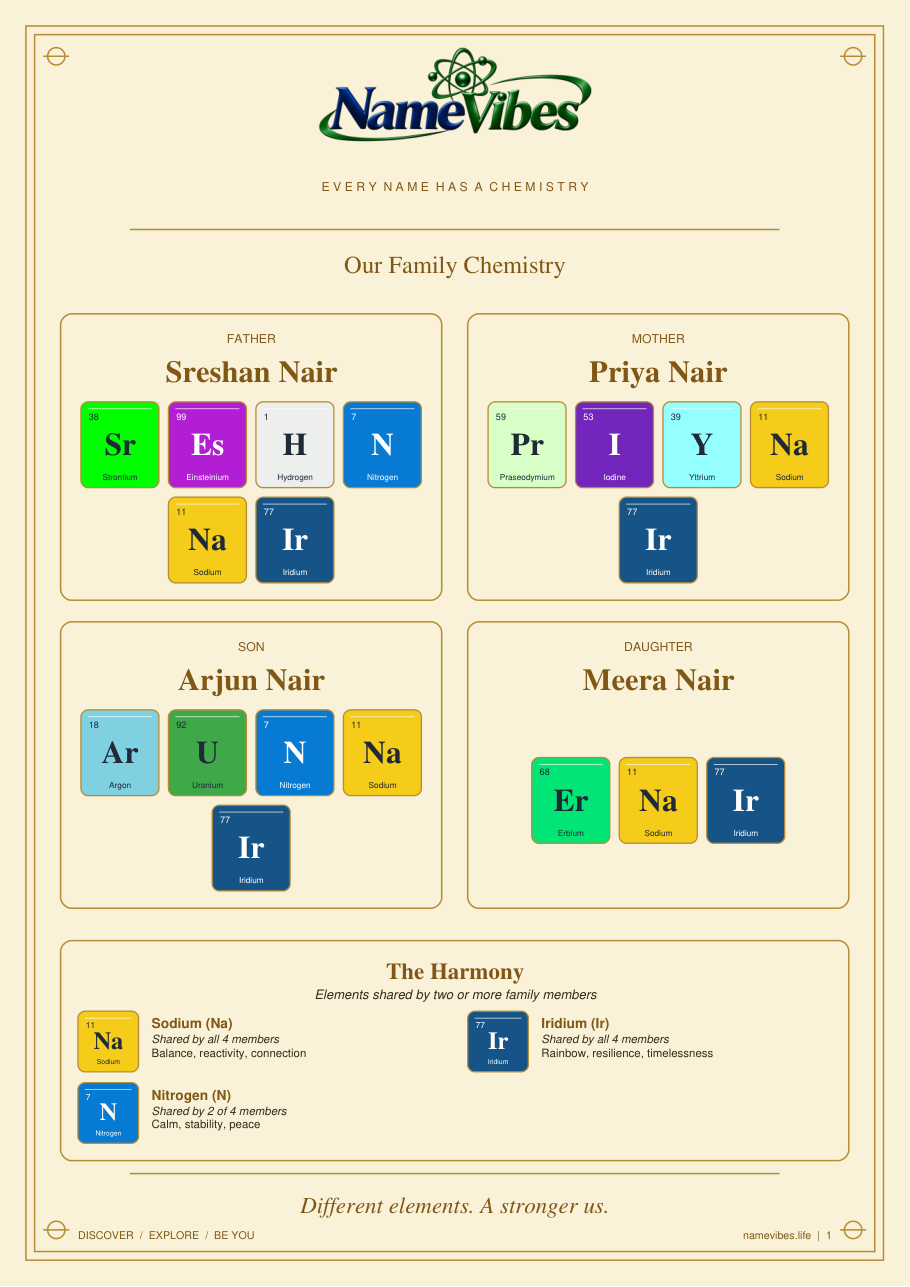 NameVibes
EVERY NAME HAS A CHEMISTRY
Our Family Chemistry
FATHER
Sreshan Nair
38
Sr
Strontium
99
Es
Einsteinium
1
H
Hydrogen
7
N
Nitrogen
11
Na
Sodium
77
Ir
Iridium
MOTHER
Priya Nair
59
Pr
Praseodymium
53
I
Iodine
39
Y
Yttrium
11
Na
Sodium
77
Ir
Iridium
SON
Arjun Nair
18
Ar
Argon
92
U
Uranium
7
N
Nitrogen
11
Na
Sodium
77
Ir
Iridium
DAUGHTER
Meera Nair
68
Er
Erbium
11
Na
Sodium
77
Ir
Iridium
The Harmony
Elements shared by two or more family members
11
Na
Sodium
Sodium (Na)
Shared by all 4 members
Balance, reactivity, connection
77
Ir
Iridium
Iridium (Ir)
Shared by all 4 members
Rainbow, resilience, timelessness
7
N
Nitrogen
Nitrogen (N)
Shared by 2 of 4 members
Calm, stability, peace
Different elements. A stronger us.
DISCOVER / EXPLORE / BE YOU
namevibes.life | 1